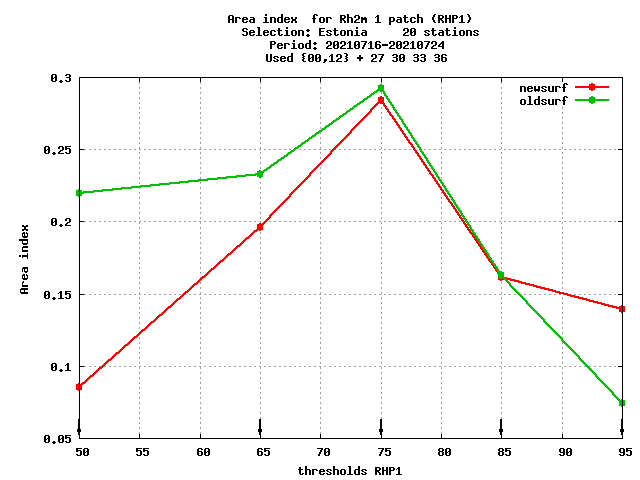 Area index  for Rh2m 1 patch (RHP1)
Selection: Estonia     20 stations
Period: 20210716-20210724
Used {00,12} + 27 30 33 36
newsurf
oldsurf
0.3
0.25
0.2
0.15
0.1
0.05
Area index
50 55 60 65 70 75 80 85 90 95
thresholds RHP1